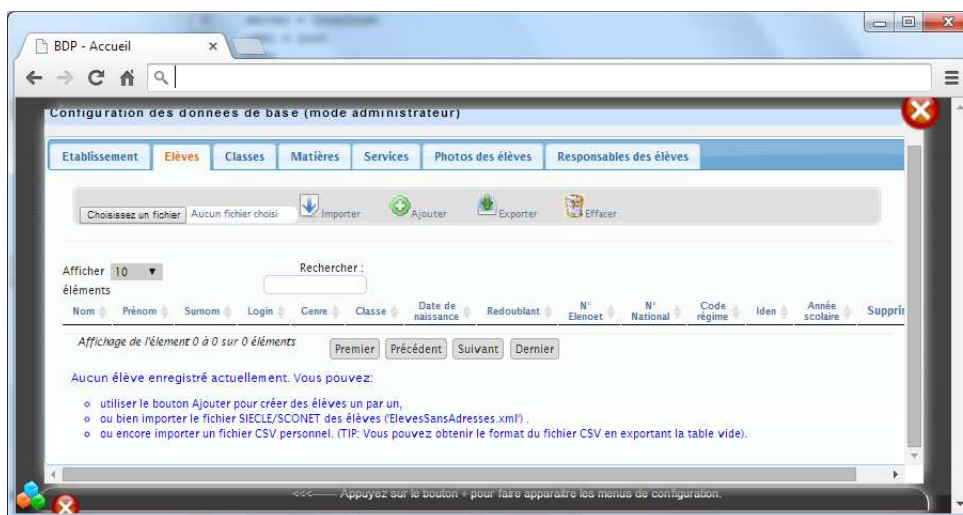 BDP - Accueil
Configuration des données de base (mode administrateur)
Etablissement Elèves Classes Matières Services Photos des élèves Responsables des élèves
Choisissez un fichier Aucun fichier choisi Importer Ajouter Exporter Effacer
Afficher 10 éléments
Rechercher :
Nom Prénom Surnom Login Genre Classe Date de naissance Redoublant N° Elenoet N° National Code régime Iden Année scolaire Supprir
Affichage de l'élement 0 à 0 sur 0 éléments Premier Précédent Suivant Dernier
Aucun élève enregistré actuellement. Vous pouvez:
utiliser le bouton Ajouter pour créer des élèves un par un,
ou bien importer le fichier SIECLE/SCONET des élèves ('ElevesSansAdresses.xml') .
ou encore importer un fichier CSV personnel. (TIP: Vous pouvez obtenir le format du fichier CSV en exportant la table vide).
<<<—— Appuyez sur le bouton + pour faire apparaître les menus de configuration.